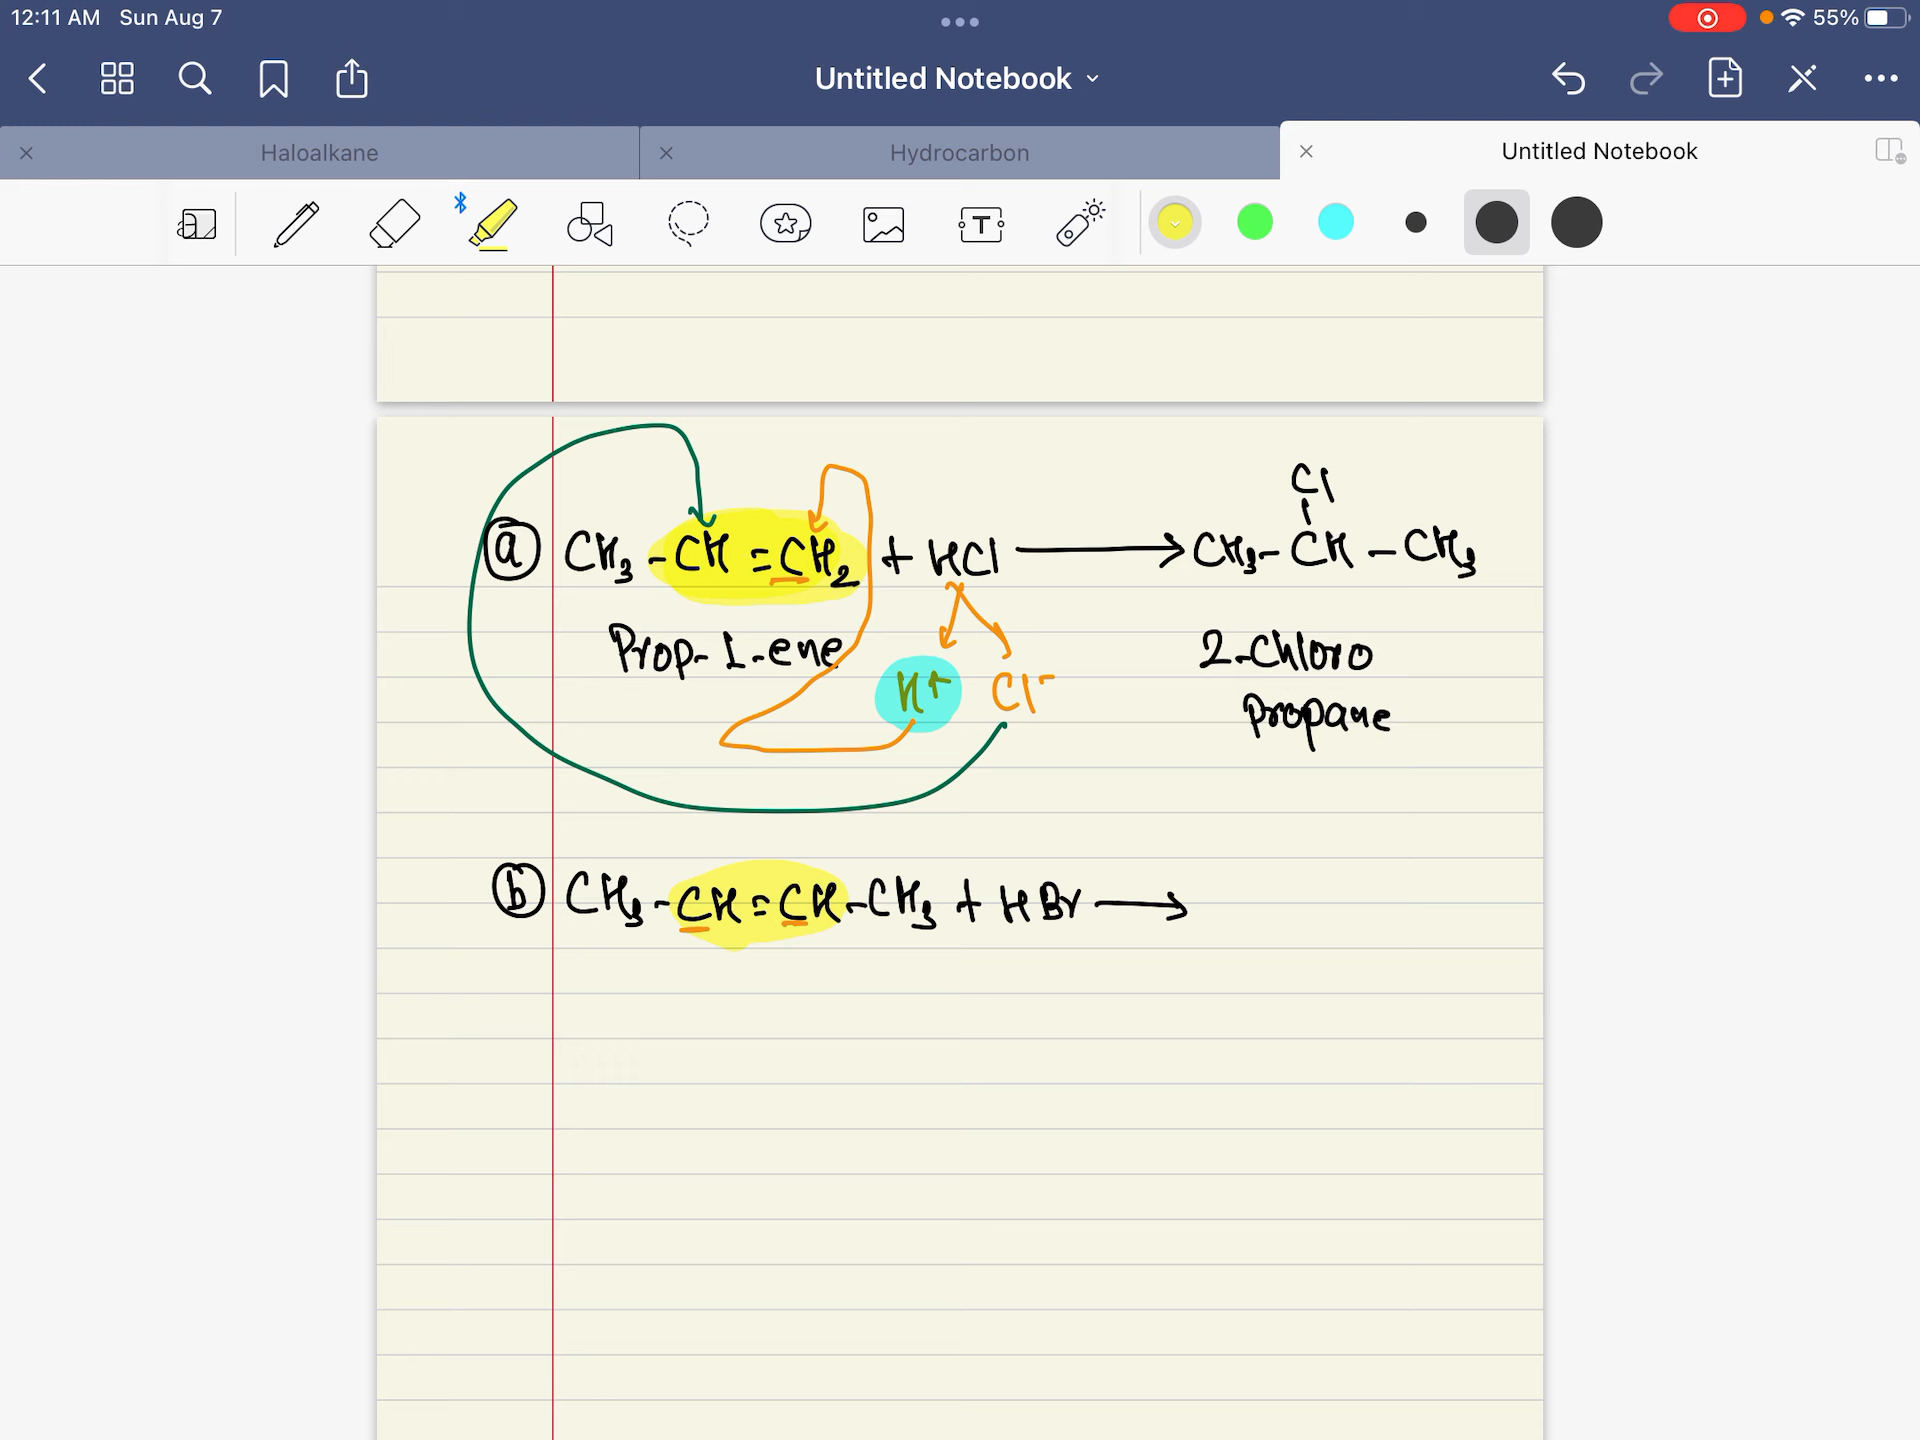 12:11 AM Sun Aug 7
55%
Untitled Notebook
Haloalkane
Hydrocarbon
Untitled Notebook
Cl
(a) CH₃-CH=CH₂ + HCl ⟶ CH₃-CH-CH₃
Prop-1-ene
2-Chloro
H⁺ Cl⁻
Propane
(b) CH₃-CH=CH-CH₃ + HBr ⟶